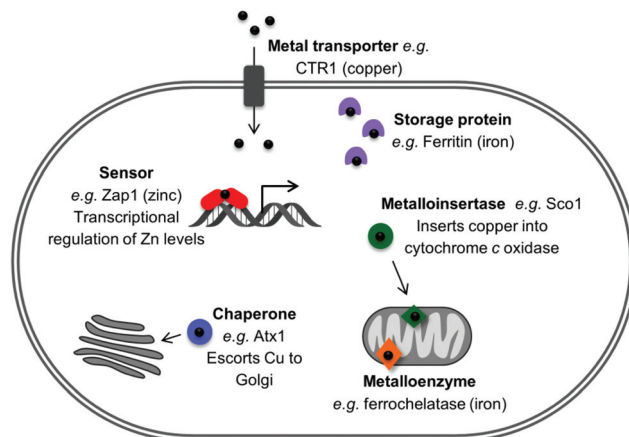 Metal transporter e.g.
CTR1 (copper)
Storage protein
e.g. Ferritin (iron)
Sensor
e.g. Zap1 (zinc)
Transcriptional
regulation of Zn levels
Metalloinsertase e.g. Sco1
Inserts copper into
cytochrome c oxidase
Chaperone
e.g. Atx1
Escorts Cu to
Golgi
Metalloenzyme
e.g. ferrochelatase (iron)